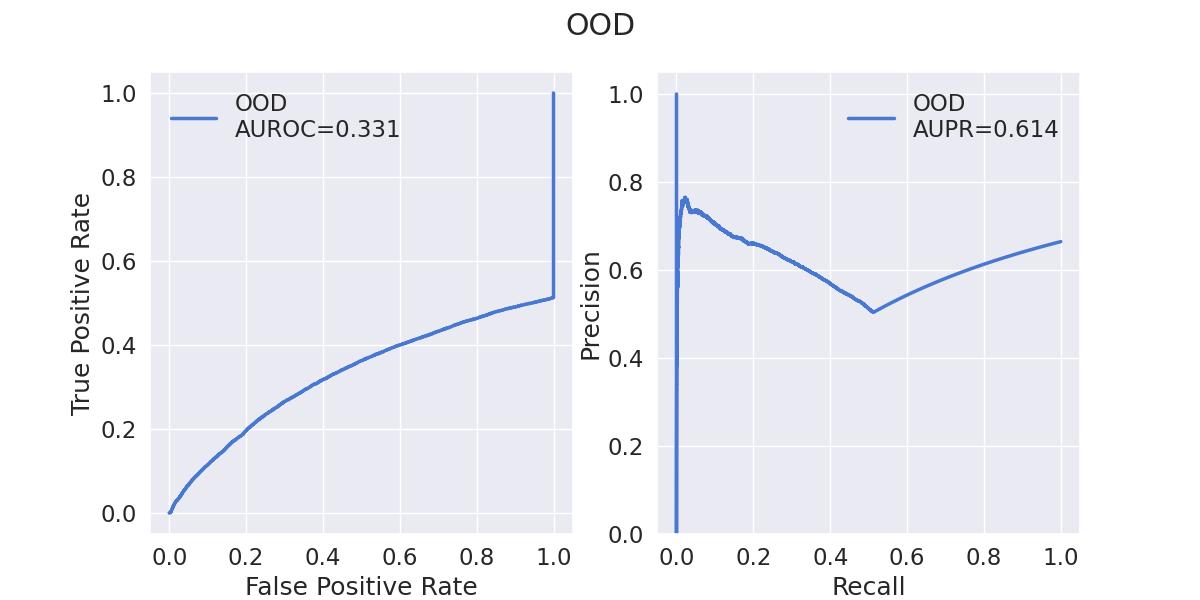 OOD
OOD
AUROC=0.331
1.0
0.8
0.6
0.4
0.2
0.0
True Positive Rate
0.0 0.2 0.4 0.6 0.8 1.0
False Positive Rate
OOD
AUPR=0.614
1.0
0.8
0.6
0.4
0.2
0.0
Precision
0.0 0.2 0.4 0.6 0.8 1.0
Recall